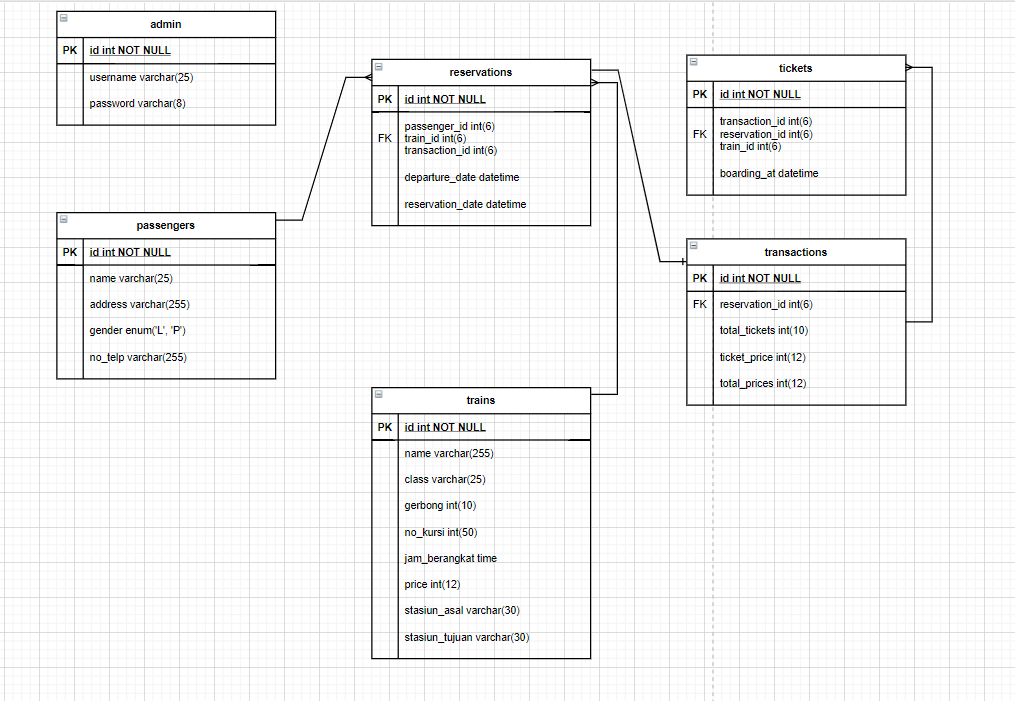 admin
PK id int NOT NULL
username varchar(25)
password varchar(8)
passengers
PK id int NOT NULL
name varchar(25)
address varchar(255)
gender enum('L', 'P')
no_telp varchar(255)
reservations
PK id int NOT NULL
passenger_id int(6)
FK train_id int(6)
transaction_id int(6)
departure_date datetime
reservation_date datetime
trains
PK id int NOT NULL
name varchar(255)
class varchar(25)
gerbong int(10)
no_kursi int(50)
jam_berangkat time
price int(12)
stasiun_asal varchar(30)
stasiun_tujuan varchar(30)
tickets
PK id int NOT NULL
transaction_id int(6)
FK reservation_id int(6)
train_id int(6)
boarding_at datetime
transactions
PK id int NOT NULL
FK reservation_id int(6)
total_tickets int(10)
ticket_price int(12)
total_prices int(12)